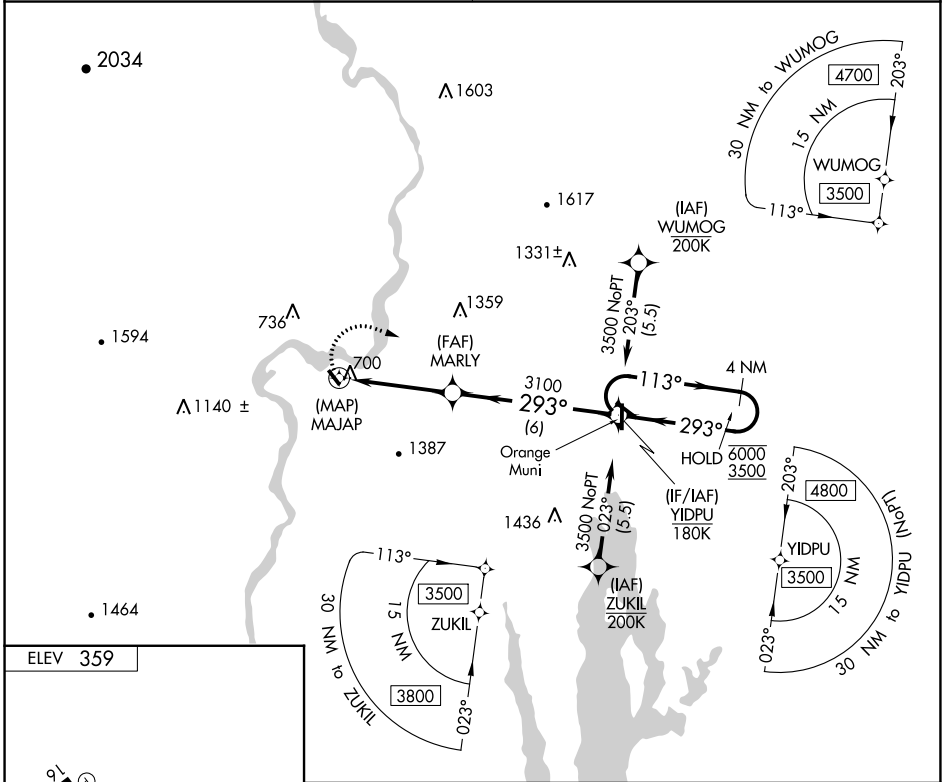 2034
1603
30 NM to WUMOG
4700
203°
15 NM
WUMOG
3500
113°
1617
(IAF)
WUMOG
200K
1331±
3500 NoPT
203°
(5.5)
736
1359
1594
700
(FAF)
MARLY
3100
293°
(6)
113°
4 NM
(MAP)
MAJAP
1140 ±
293°
1387
Orange
Muni
HOLD
6000
3500
(IF/IAF)
YIDPU
180K
1436
3500 NoPT
023°
(5.5)
203°
4800
YIDPU
3500
15 NM
30 NM to YIDPU (NoPT)
023°
113°
3500
ZUKIL
15 NM
30 NM to ZUKIL
3800
023°
(IAF)
ZUKIL
200K
1464
ELEV 359
16